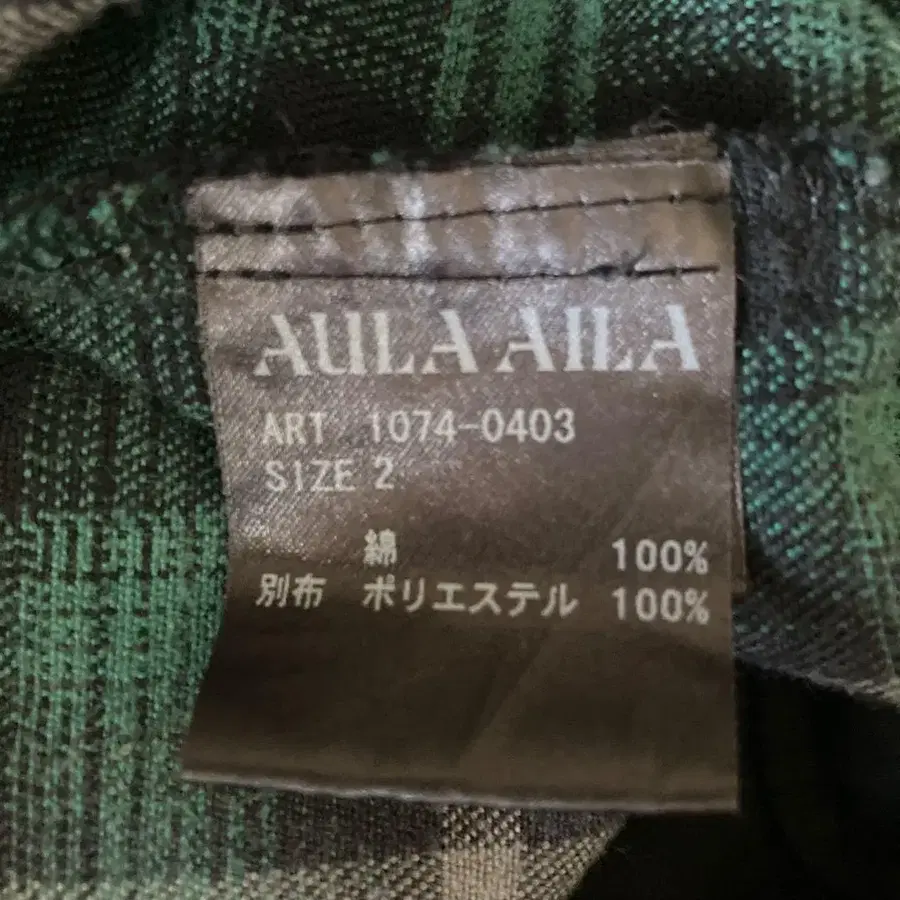 AULA AILA
ART 1074-0403
SIZE 2
綿 100%
別布 ポリエステル 100%